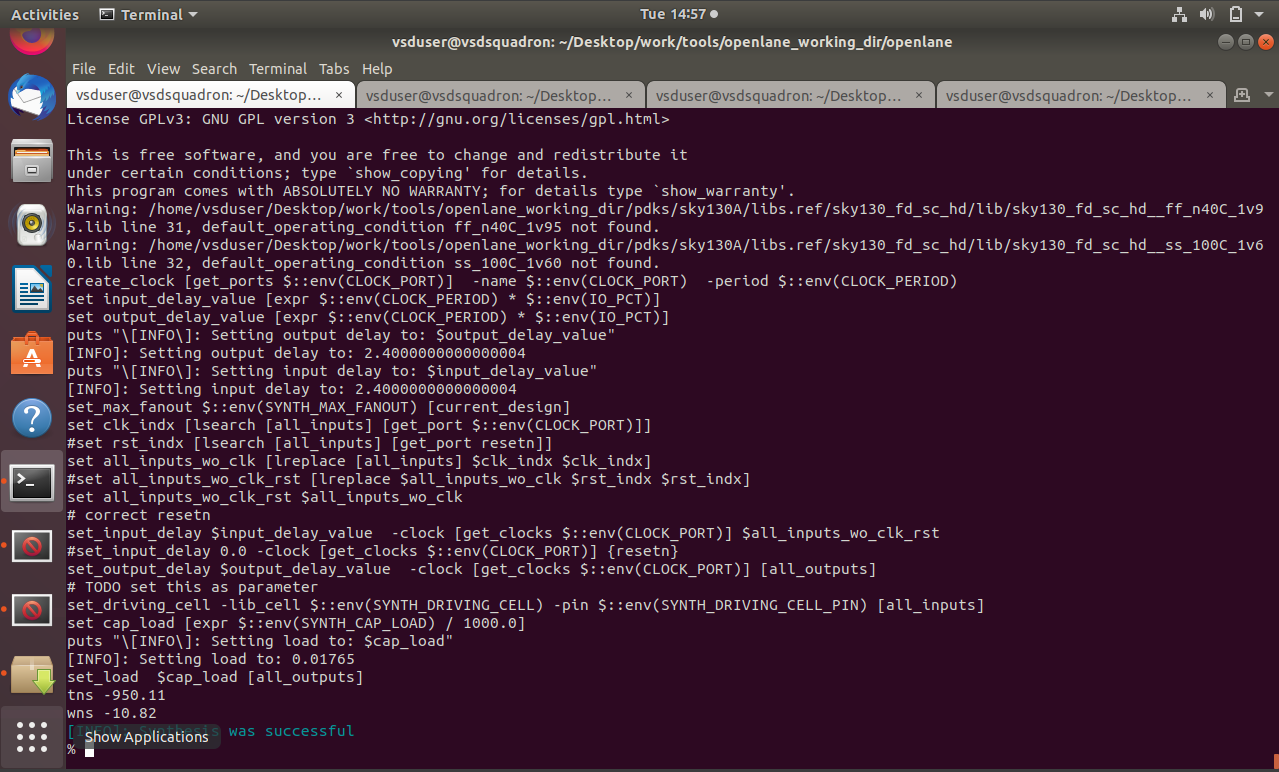 Activities Terminal Tue 14:57
vsduser@vsdsquadron: ~/Desktop/work/tools/openlane_working_dir/openlane
File Edit View Search Terminal Tabs Help
vsduser@vsdsquadron: ~/Desktop... × vsduser@vsdsquadron: ~/Desktop... × vsduser@vsdsquadron: ~/Desktop... × vsduser@vsdsquadron: ~/Desktop... ×
License GPLv3: GNU GPL version 3 <http://gnu.org/licenses/gpl.html>
This is free software, and you are free to change and redistribute it
under certain conditions; type `show_copying' for details.
This program comes with ABSOLUTELY NO WARRANTY; for details type `show_warranty'.
Warning: /home/vsduser/Desktop/work/tools/openlane_working_dir/pdks/sky130A/libs.ref/sky130_fd_sc_hd/lib/sky130_fd_sc_hd__ff_n40C_1v9
5.lib line 31, default_operating_condition ff_n40C_1v95 not found.
Warning: /home/vsduser/Desktop/work/tools/openlane_working_dir/pdks/sky130A/libs.ref/sky130_fd_sc_hd/lib/sky130_fd_sc_hd__ss_100C_1v6
0.lib line 32, default_operating_condition ss_100C_1v60 not found.
create_clock [get_ports $::env(CLOCK_PORT)]  -name $::env(CLOCK_PORT)  -period $::env(CLOCK_PERIOD)
set input_delay_value [expr $::env(CLOCK_PERIOD) * $::env(IO_PCT)]
set output_delay_value [expr $::env(CLOCK_PERIOD) * $::env(IO_PCT)]
puts "\[INFO\]: Setting output delay to: $output_delay_value"
[INFO]: Setting output delay to: 2.4000000000000004
puts "\[INFO\]: Setting input delay to: $input_delay_value"
[INFO]: Setting input delay to: 2.4000000000000004
set_max_fanout $::env(SYNTH_MAX_FANOUT) [current_design]
set clk_indx [lsearch [all_inputs] [get_port $::env(CLOCK_PORT)]]
#set rst_indx [lsearch [all_inputs] [get_port resetn]]
set all_inputs_wo_clk [lreplace [all_inputs] $clk_indx $clk_indx]
#set all_inputs_wo_clk_rst [lreplace $all_inputs_wo_clk $rst_indx $rst_indx]
set all_inputs_wo_clk_rst $all_inputs_wo_clk
# correct resetn
set_input_delay $input_delay_value  -clock [get_clocks $::env(CLOCK_PORT)] $all_inputs_wo_clk_rst
#set_input_delay 0.0 -clock [get_clocks $::env(CLOCK_PORT)] {resetn}
set_output_delay $output_delay_value  -clock [get_clocks $::env(CLOCK_PORT)] [all_outputs]
# TODO set this as parameter
set_driving_cell -lib_cell $::env(SYNTH_DRIVING_CELL) -pin $::env(SYNTH_DRIVING_CELL_PIN) [all_inputs]
set cap_load [expr $::env(SYNTH_CAP_LOAD) / 1000.0]
puts "\[INFO\]: Setting load to: $cap_load"
[INFO]: Setting load to: 0.01765
set_load  $cap_load [all_outputs]
tns -950.11
wns -10.82
[INFO]: Synthesis was successful
Show Applications
%